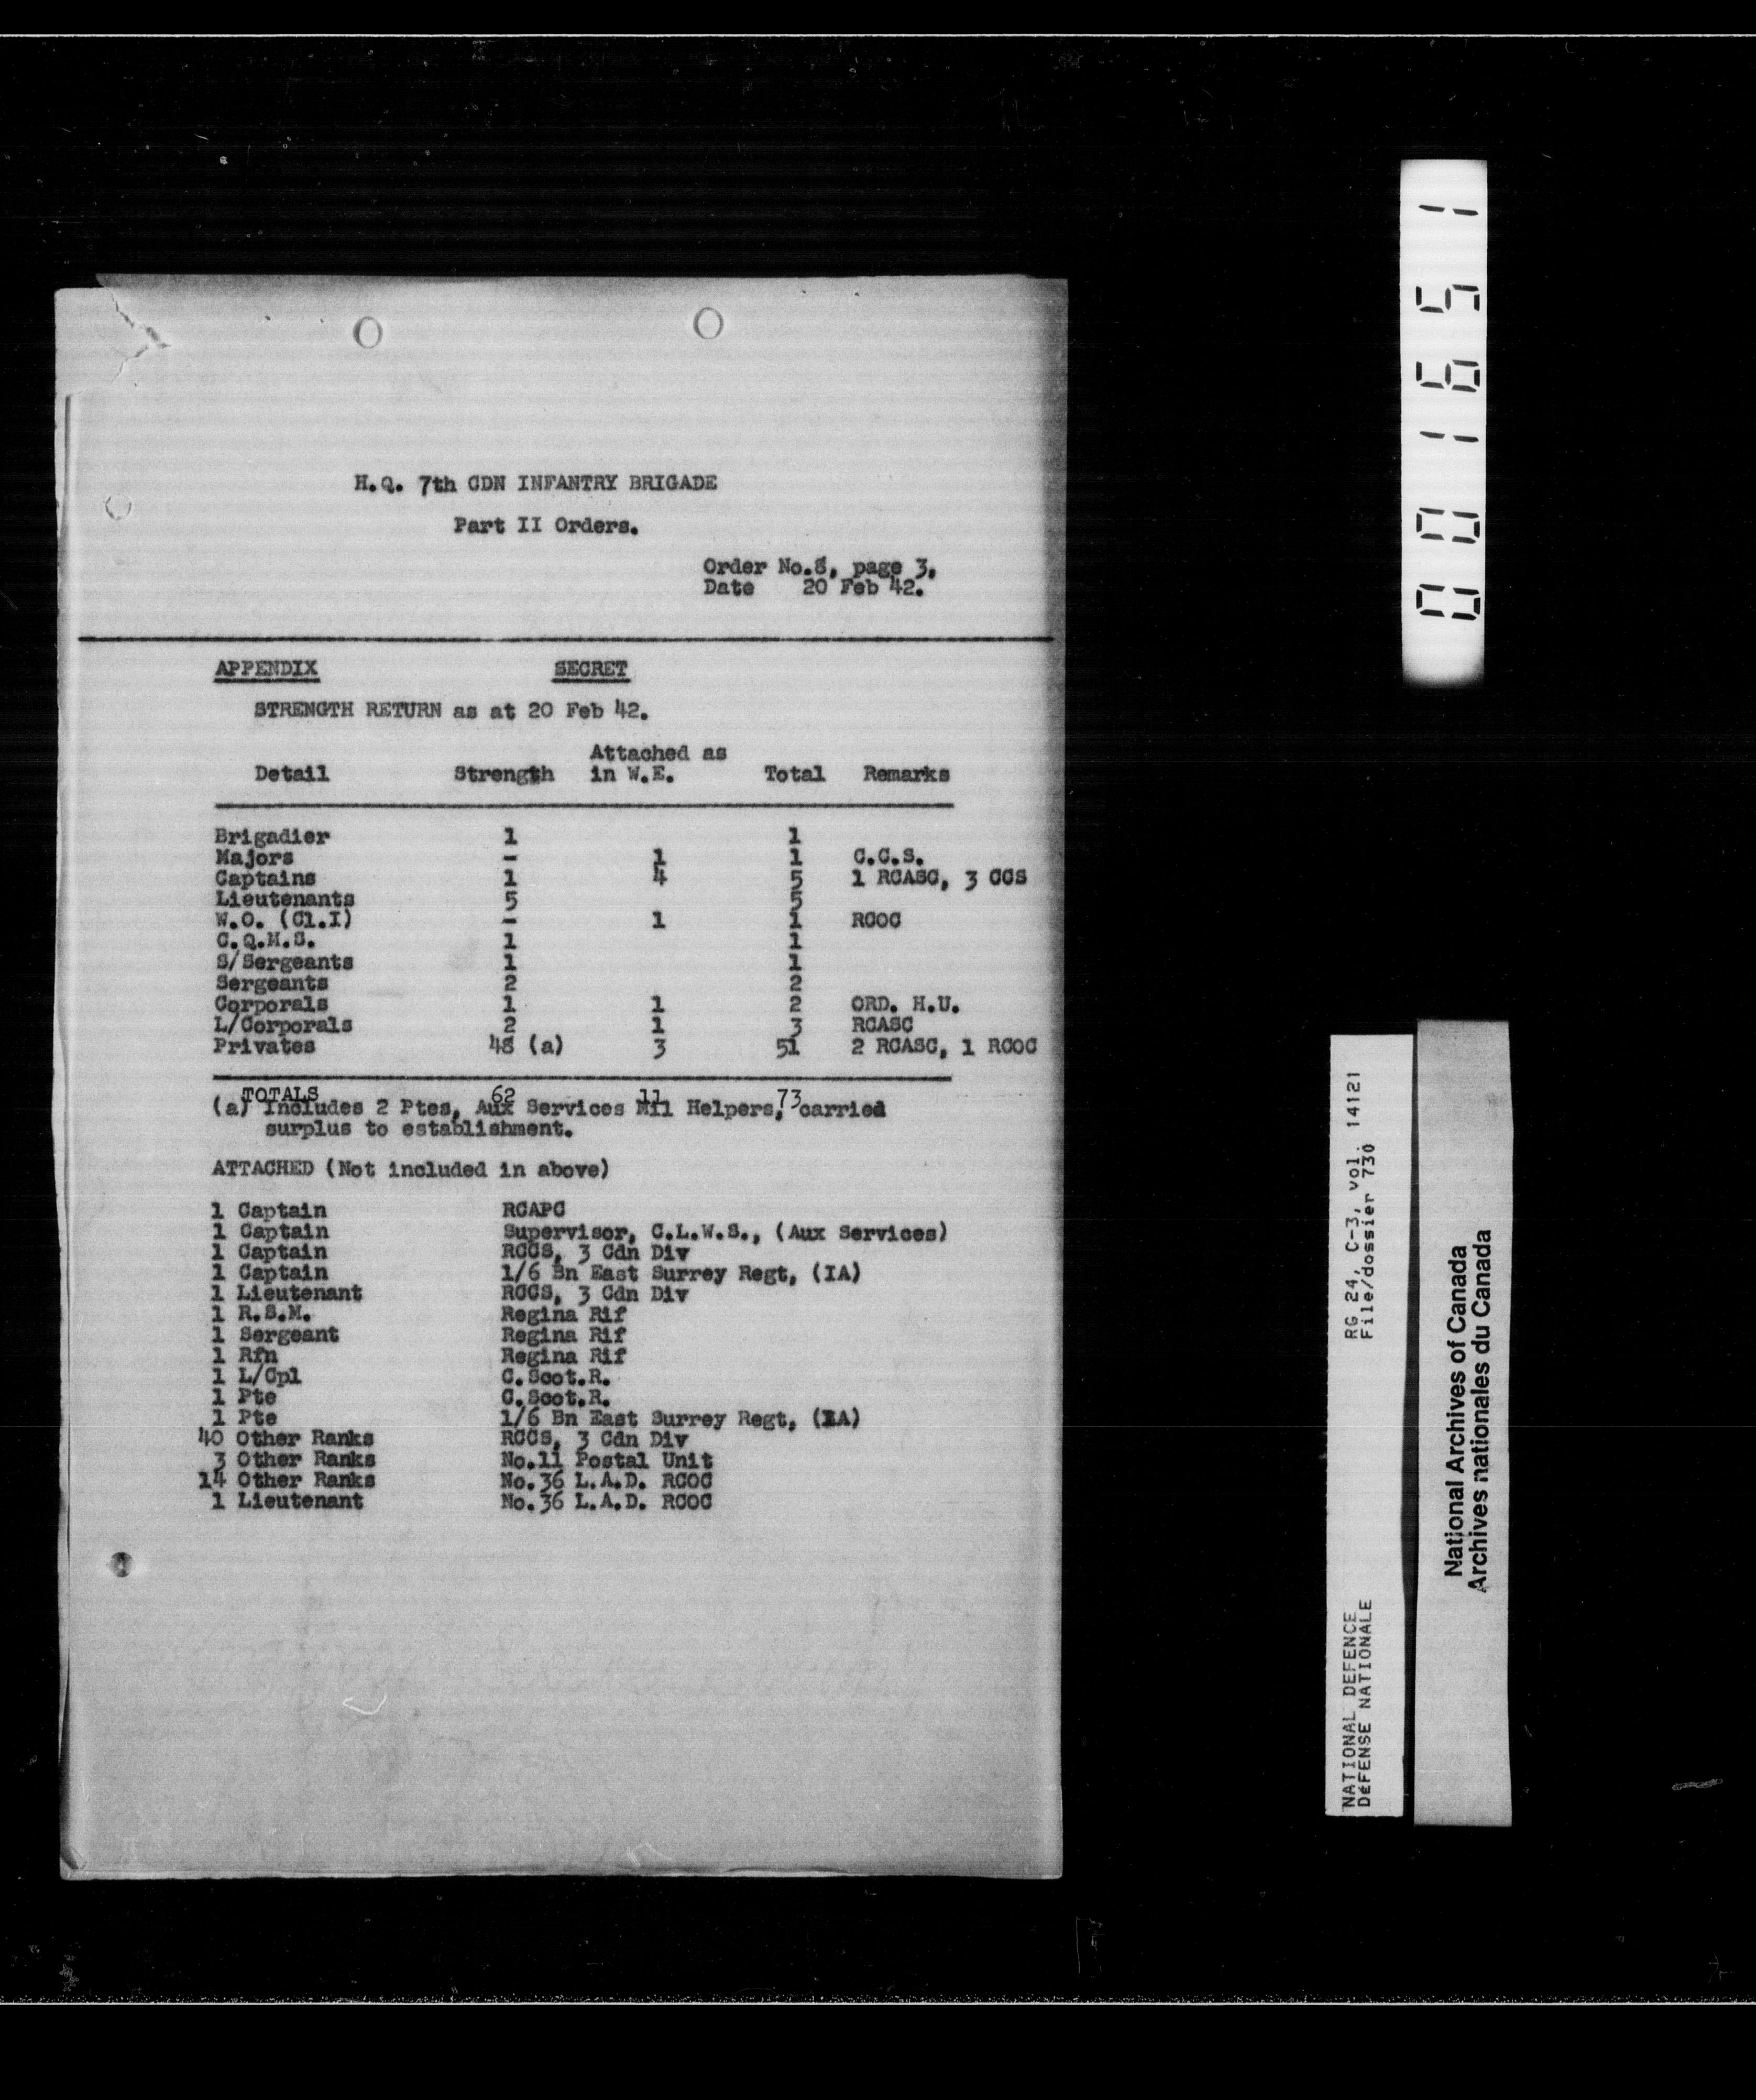 H.Q. 7th CDN INFANTRY BRIGADE
Part II Orders.
Order No.8, page 3,
Date 20 Feb 42.
APPENDIX SECRET
STRENGTH RETURN as at 20 Feb 42.
Attached as
Detail Strength in W.E. Total Remarks
Brigadier 1 1
Majors - 1 1 C.C.S.
Captains 1 4 5 1 RCASC, 3 CCS
Lieutenants 5 5
W.O. (Cl.I) - 1 1 RCOC
C.Q.M.S. 1 1
S/Sergeants 1 1
Sergeants 2 2
Corporals 1 1 2 ORD. H.U.
L/Corporals 2 1 3 RCASC
Privates 48 (a) 3 51 2 RCASC, 1 RCOC
TOTALS 62 11 73
(a) Includes 2 Ptes, Aux Services Mil Helpers, carried
surplus to establishment.
ATTACHED (Not included in above)
1 Captain RCAPC
1 Captain Supervisor, C.L.W.S., (Aux Services)
1 Captain RCCS, 3 Cdn Div
1 Captain 1/6 Bn East Surrey Regt, (IA)
1 Lieutenant RCCS, 3 Cdn Div
1 R.S.M. Regina Rif
1 Sergeant Regina Rif
1 Rfn Regina Rif
1 L/Cpl C.Scot.R.
1 Pte C.Scot.R.
1 Pte 1/6 Bn East Surrey Regt, (IA)
40 Other Ranks RCCS, 3 Cdn Div
3 Other Ranks No.11 Postal Unit
14 Other Ranks No.36 L.A.D. RCOC
1 Lieutenant No.36 L.A.D. RCOC
001651
NATIONAL DEFENCE RG 24, C-3, vol. 14121
DéFENSE NATIONALE File/dossier 730
National Archives of Canada
Archives nationales du Canada